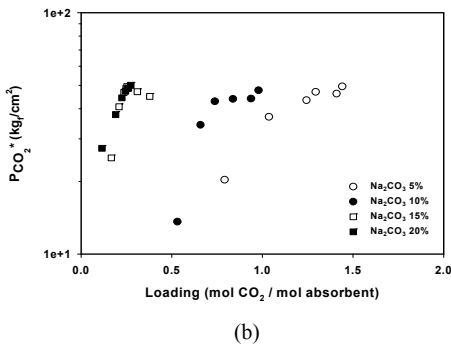 1e+2
P_CO₂* (kg_f/cm²)
1e+1
Na₂CO₃ 5%
Na₂CO₃ 10%
Na₂CO₃ 15%
Na₂CO₃ 20%
0.0 0.5 1.0 1.5 2.0
Loading (mol CO₂ / mol absorbent)
(b)